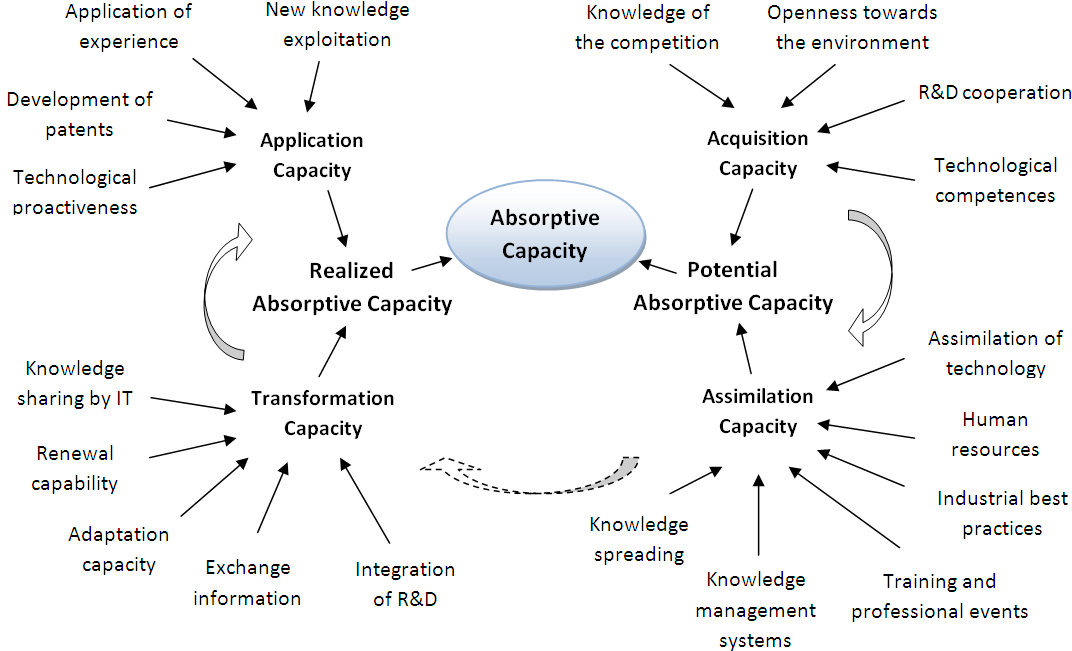 Application of
experience
New knowledge
exploitation
Knowledge of
the competition
Openness towards
the environment
Development of
patents
R&D cooperation
Application
Capacity
Acquisition
Capacity
Technological
proactiveness
Technological
competences
Absorptive
Capacity
Realized
Absorptive Capacity
Potential
Absorptive Capacity
Knowledge
sharing by IT
Assimilation of
technology
Transformation
Capacity
Assimilation
Capacity
Human
resources
Renewal
capability
Industrial best
practices
Adaptation
capacity
Knowledge
spreading
Exchange
information
Integration
of R&D
Knowledge
management
systems
Training and
professional events